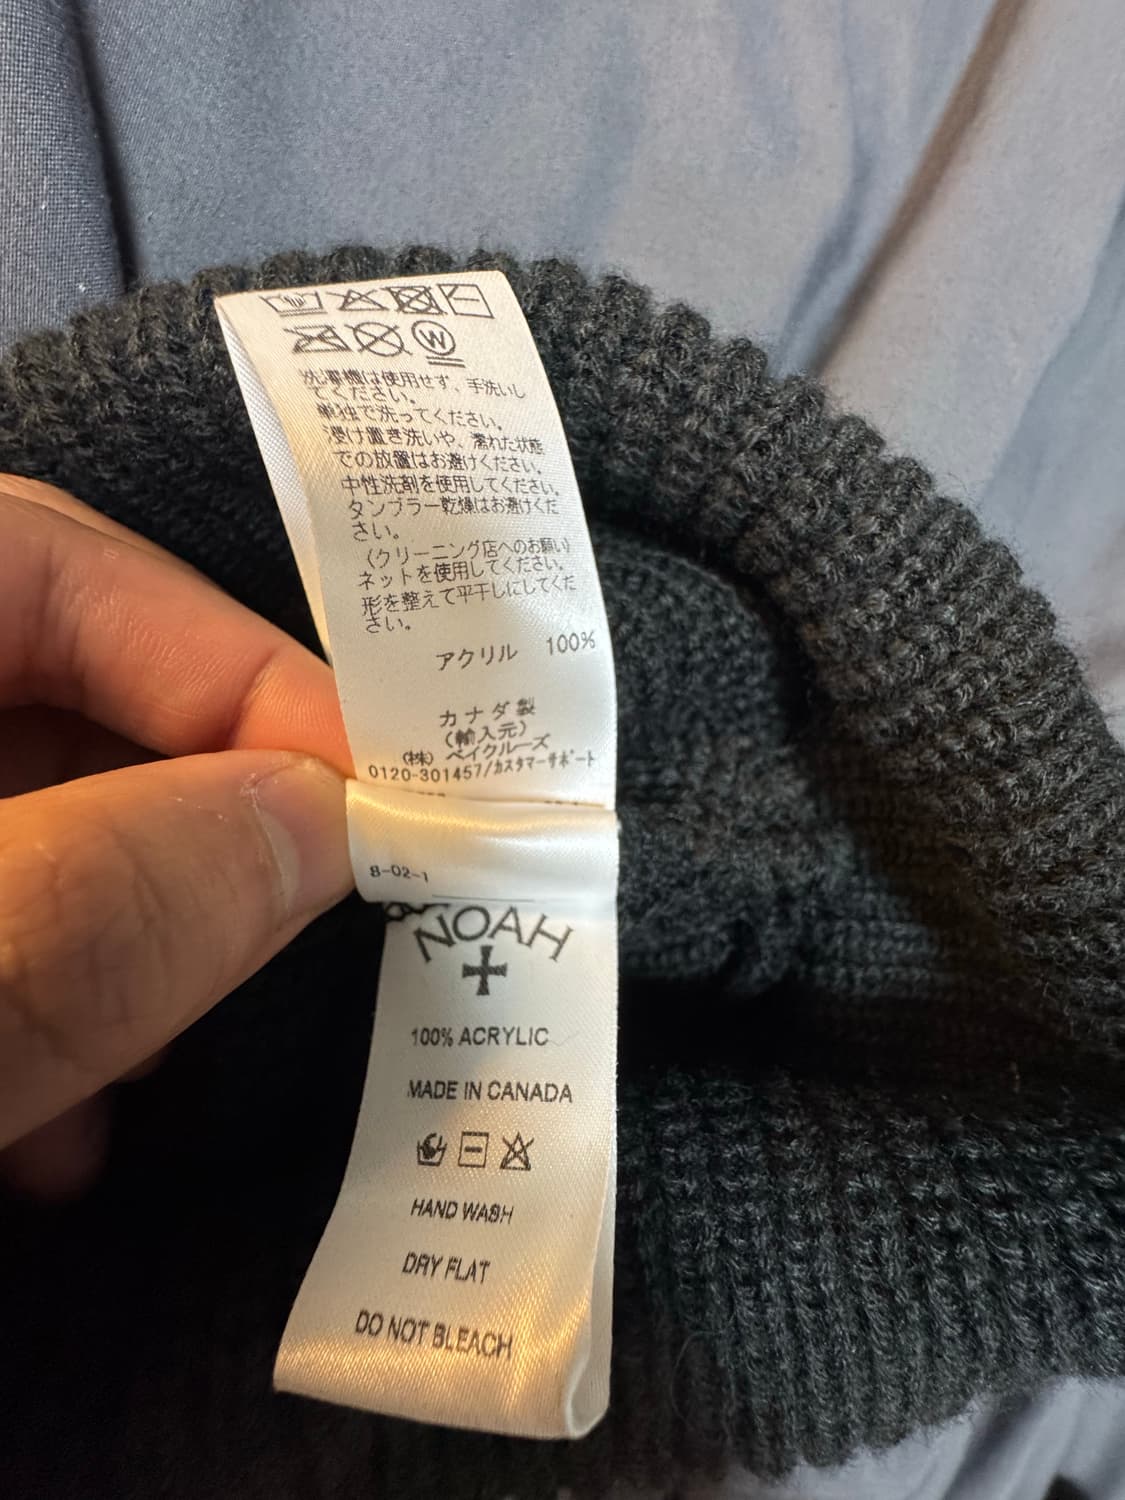 W
洗濯機は使用せず、手洗いし
てください。
単独で洗ってください。
浸け置き洗いや、濡れた状態
での放置はお避けください。
中性洗剤を使用してください。
タンブラー乾燥はお避けくだ
さい。
(クリーニング店へのお願い)
ネットを使用してください。
形を整えて平干しにしてくだ
さい。
アクリル 100%
カナダ製
(輸入元)
(株) ベイクルーズ
0120-301457/カスタマーサポート
8-02-1
NOAH
100% ACRYLIC
MADE IN CANADA
HAND WASH
DRY FLAT
DO NOT BLEACH